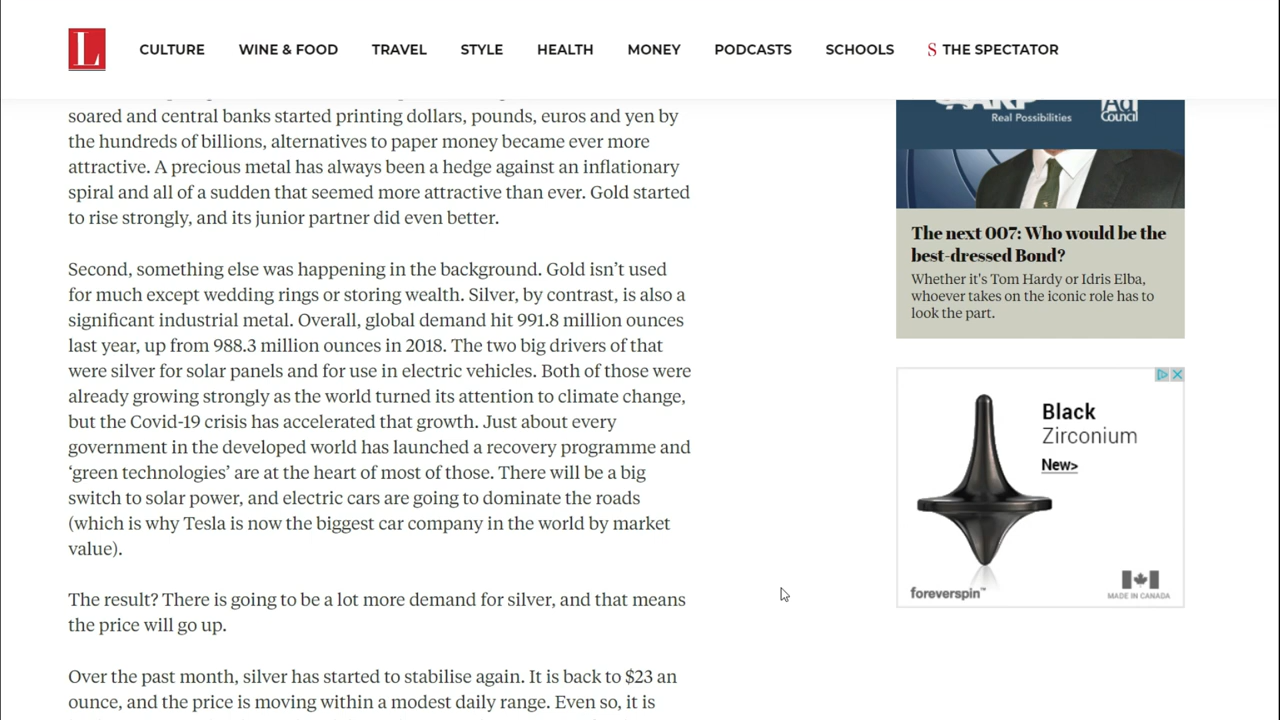 L
CULTURE
WINE & FOOD
TRAVEL
STYLE
HEALTH
MONEY
PODCASTS
SCHOOLS
S THE SPECTATOR
soared and central banks started printing dollars, pounds, euros and yen by
the hundreds of billions, alternatives to paper money became ever more
attractive. A precious metal has always been a hedge against an inflationary
spiral and all of a sudden that seemed more attractive than ever. Gold started
to rise strongly, and its junior partner did even better.
Second, something else was happening in the background. Gold isn’t used
for much except wedding rings or storing wealth. Silver, by contrast, is also a
significant industrial metal. Overall, global demand hit 991.8 million ounces
last year, up from 988.3 million ounces in 2018. The two big drivers of that
were silver for solar panels and for use in electric vehicles. Both of those were
already growing strongly as the world turned its attention to climate change,
but the Covid-19 crisis has accelerated that growth. Just about every
government in the developed world has launched a recovery programme and
‘green technologies’ are at the heart of most of those. There will be a big
switch to solar power, and electric cars are going to dominate the roads
(which is why Tesla is now the biggest car company in the world by market
value).
The result? There is going to be a lot more demand for silver, and that means
the price will go up.
Over the past month, silver has started to stabilise again. It is back to $23 an
ounce, and the price is moving within a modest daily range. Even so, it is
AARP
Real Possibilities
Ad
Council
The next 007: Who would be the
best-dressed Bond?
Whether it's Tom Hardy or Idris Elba,
whoever takes on the iconic role has to
look the part.
Black
Zirconium
New>
foreverspin™
MADE IN CANADA